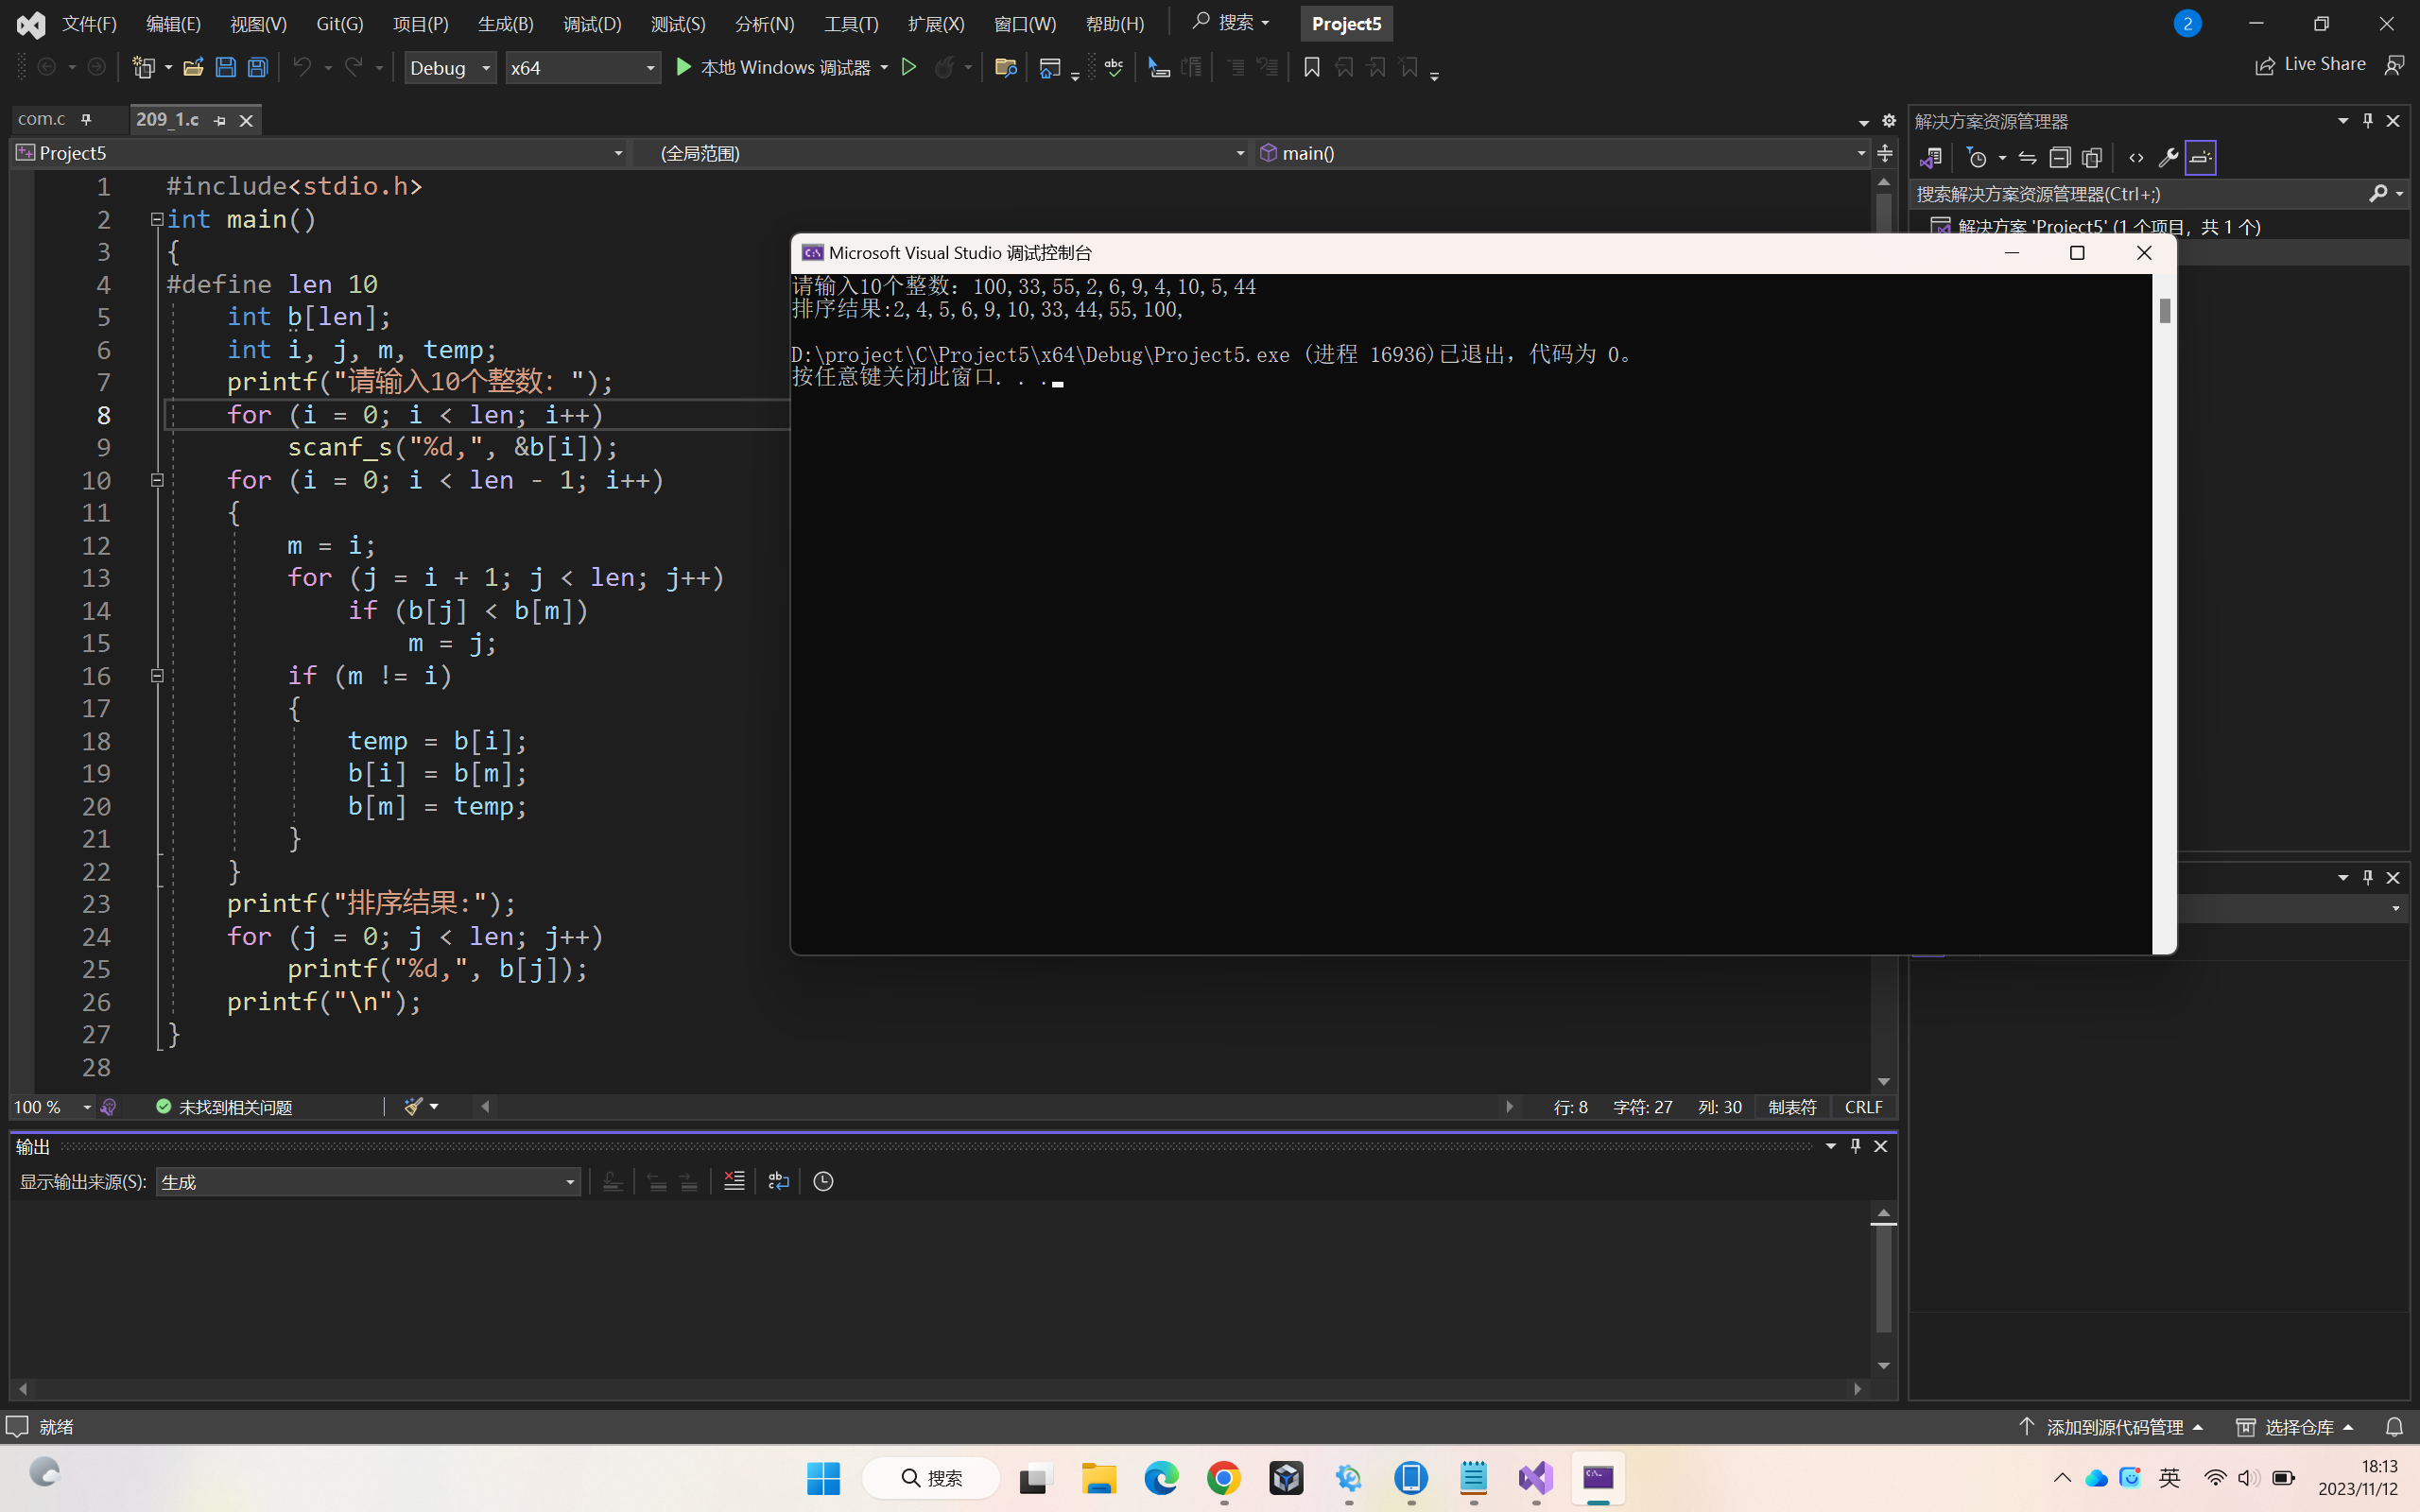 文件(F) 编辑(E) 视图(V) Git(G) 项目(P) 生成(B) 调试(D) 测试(S) 分析(N) 工具(T) 扩展(X) 窗口(W) 帮助(H) 搜索 Project5 2
Debug x64 本地 Windows 调试器 Live Share
com.c 209_1.c
Project5 (全局范围) main()
1 #include<stdio.h>
2 int main()
3 {
4 #define len 10
5 int b[len];
6 int i, j, m, temp;
7 printf("请输入10个整数: ");
8 for (i = 0; i < len; i++)
9 scanf_s("%d,", &b[i]);
10 for (i = 0; i < len - 1; i++)
11 {
12 m = i;
13 for (j = i + 1; j < len; j++)
14 if (b[j] < b[m])
15 m = j;
16 if (m != i)
17 {
18 temp = b[i];
19 b[i] = b[m];
20 b[m] = temp;
21 }
22 }
23 printf("排序结果:");
24 for (j = 0; j < len; j++)
25 printf("%d,", b[j]);
26 printf("\n");
27 }
28
Microsoft Visual Studio 调试控制台
请输入10个整数: 100,33,55,2,6,9,4,10,5,44
排序结果:2,4,5,6,9,10,33,44,55,100,
D:\project\C\Project5\x64\Debug\Project5.exe (进程 16936)已退出，代码为 0。
按任意键关闭此窗口. . .
解决方案资源管理器
搜索解决方案资源管理器(Ctrl+;)
解决方案 'Project5' (1 个项目，共 1 个)
100 % 未找到相关问题 行: 8 字符: 27 列: 30 制表符 CRLF
输出
显示输出来源(S): 生成
就绪 添加到源代码管理 选择仓库
搜索 英 18:13
2023/11/12